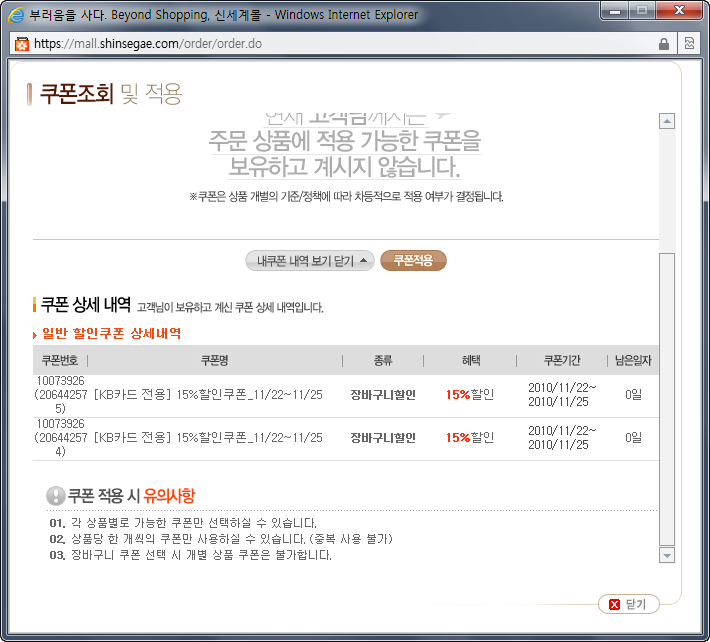 부러움을 사다. Beyond Shopping, 신세계몰 - Windows Internet Explorer
https://mall.shinsegae.com/order/order.do
쿠폰조회 및 적용
현재 고객님께서는
주문 상품에 적용 가능한 쿠폰을
보유하고 계시지 않습니다.
※쿠폰은 상품 개별의 기준/정책에 따라 차등적으로 적용 여부가 결정됩니다.
내쿠폰 내역 보기 닫기 ▲ 쿠폰적용
쿠폰 상세 내역 고객님이 보유하고 계신 쿠폰 상세 내역입니다.
일반 할인쿠폰 상세내역
쿠폰번호 쿠폰명 종류 혜택 쿠폰기간 남은일자
10073926
(20644257 [KB카드 전용] 15%할인쿠폰_11/22~11/25 장바구니할인 15%할인 2010/11/22~ 0일
5) 2010/11/25
10073926
(20644257 [KB카드 전용] 15%할인쿠폰_11/22~11/25 장바구니할인 15%할인 2010/11/22~ 0일
4) 2010/11/25
쿠폰 적용 시 유의사항
01. 각 상품별로 가능한 쿠폰만 선택하실 수 있습니다.
02. 상품당 한 개씩의 쿠폰만 사용하실 수 있습니다. (중복 사용 불가)
03. 장바구니 쿠폰 선택 시 개별 상품 쿠폰은 불가합니다.
닫기